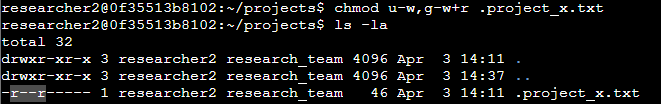 researcher2@0f35513b8102:~/projects$ chmod u-w,g-w+r .project_x.txt
researcher2@0f35513b8102:~/projects$ ls -la
total 32
drwxr-xr-x 3 researcher2 research_team 4096 Apr  3 14:11 .
drwxr-xr-x 3 researcher2 research_team 4096 Apr  3 14:37 ..
-r--r----- 1 researcher2 research_team   46 Apr  3 14:11 .project_x.txt